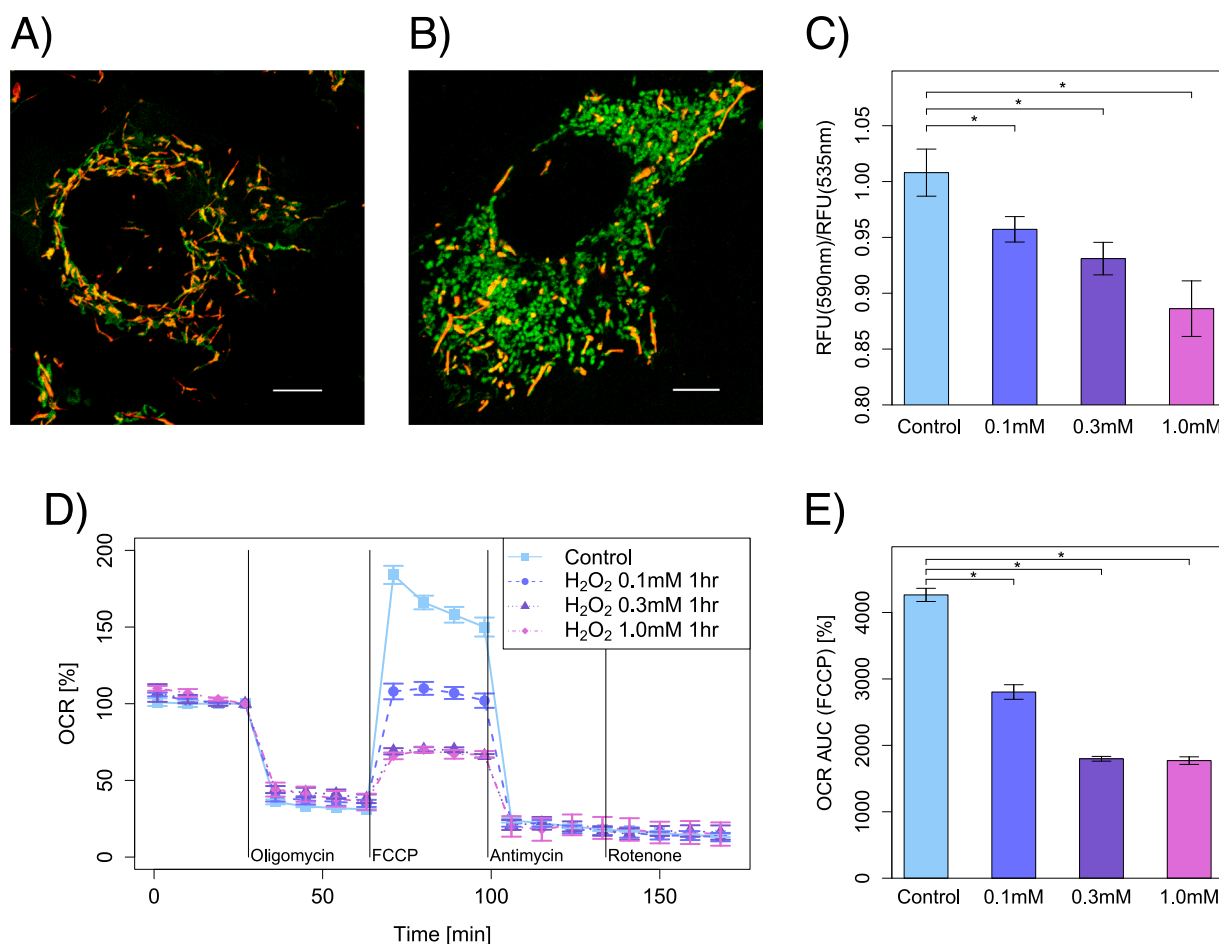 A)
B)
C)
RFU(590nm)/RFU(535nm)
1.05
1.00
0.95
0.90
0.85
0.80
*
*
*
Control
0.1mM
0.3mM
1.0mM
D)
OCR [%]
200
150
100
50
0
Control
H₂O₂ 0.1mM 1hr
H₂O₂ 0.3mM 1hr
H₂O₂ 1.0mM 1hr
Oligomycin
FCCP
Antimycin
Rotenone
0
50
100
150
Time [min]
E)
OCR AUC (FCCP) [%]
4000
3000
2000
1000
0
*
*
*
Control
0.1mM
0.3mM
1.0mM